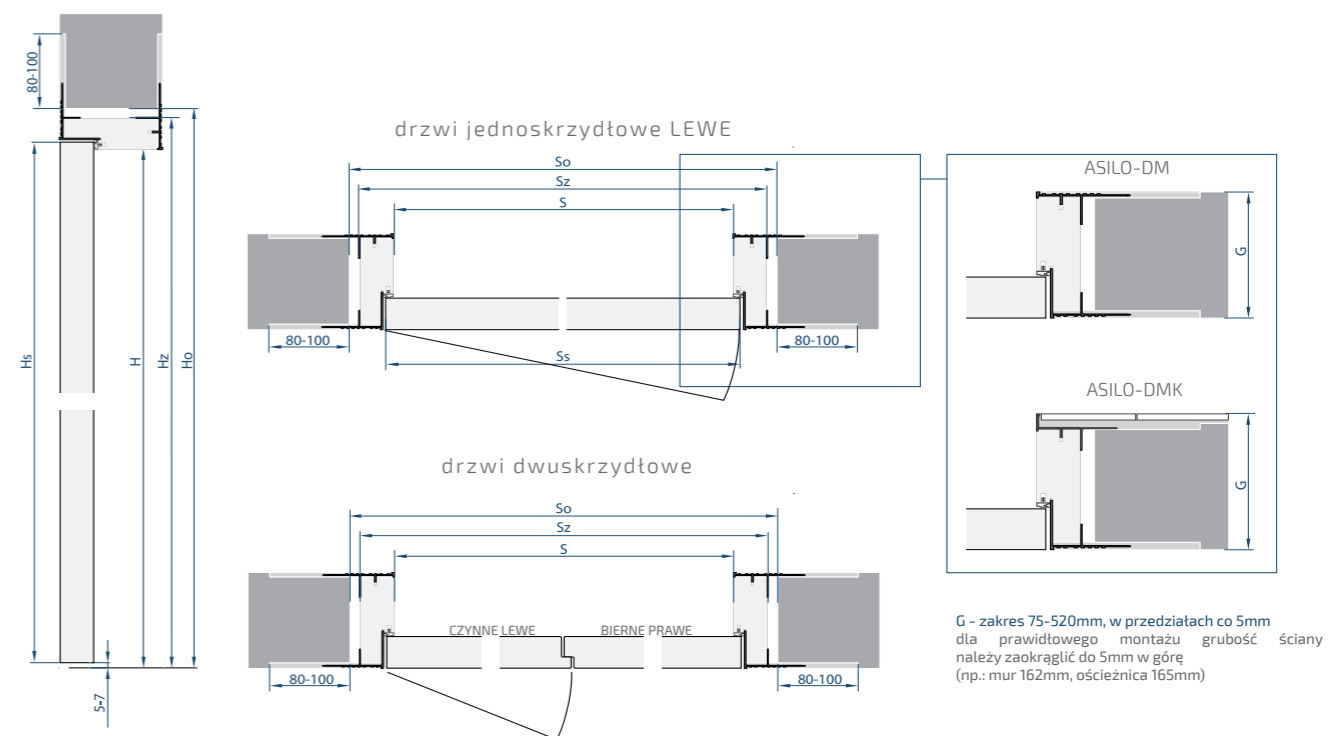 80-100
Hs
H
Hz
Ho
5-7
drzwi jednoskrzydłowe LEWE
So
Sz
S
80-100
80-100
Ss
drzwi dwuskrzydłowe
So
Sz
S
CZYNNE LEWE
BIERNE PRAWE
80-100
80-100
ASILO-DM
G
ASILO-DMK
G
G - zakres 75-520mm, w przedziałach co 5mm
dla prawidłowego montażu grubość ściany
należy zaokrąglić do 5mm w górę
(np.: mur 162mm, ościeżnica 165mm)